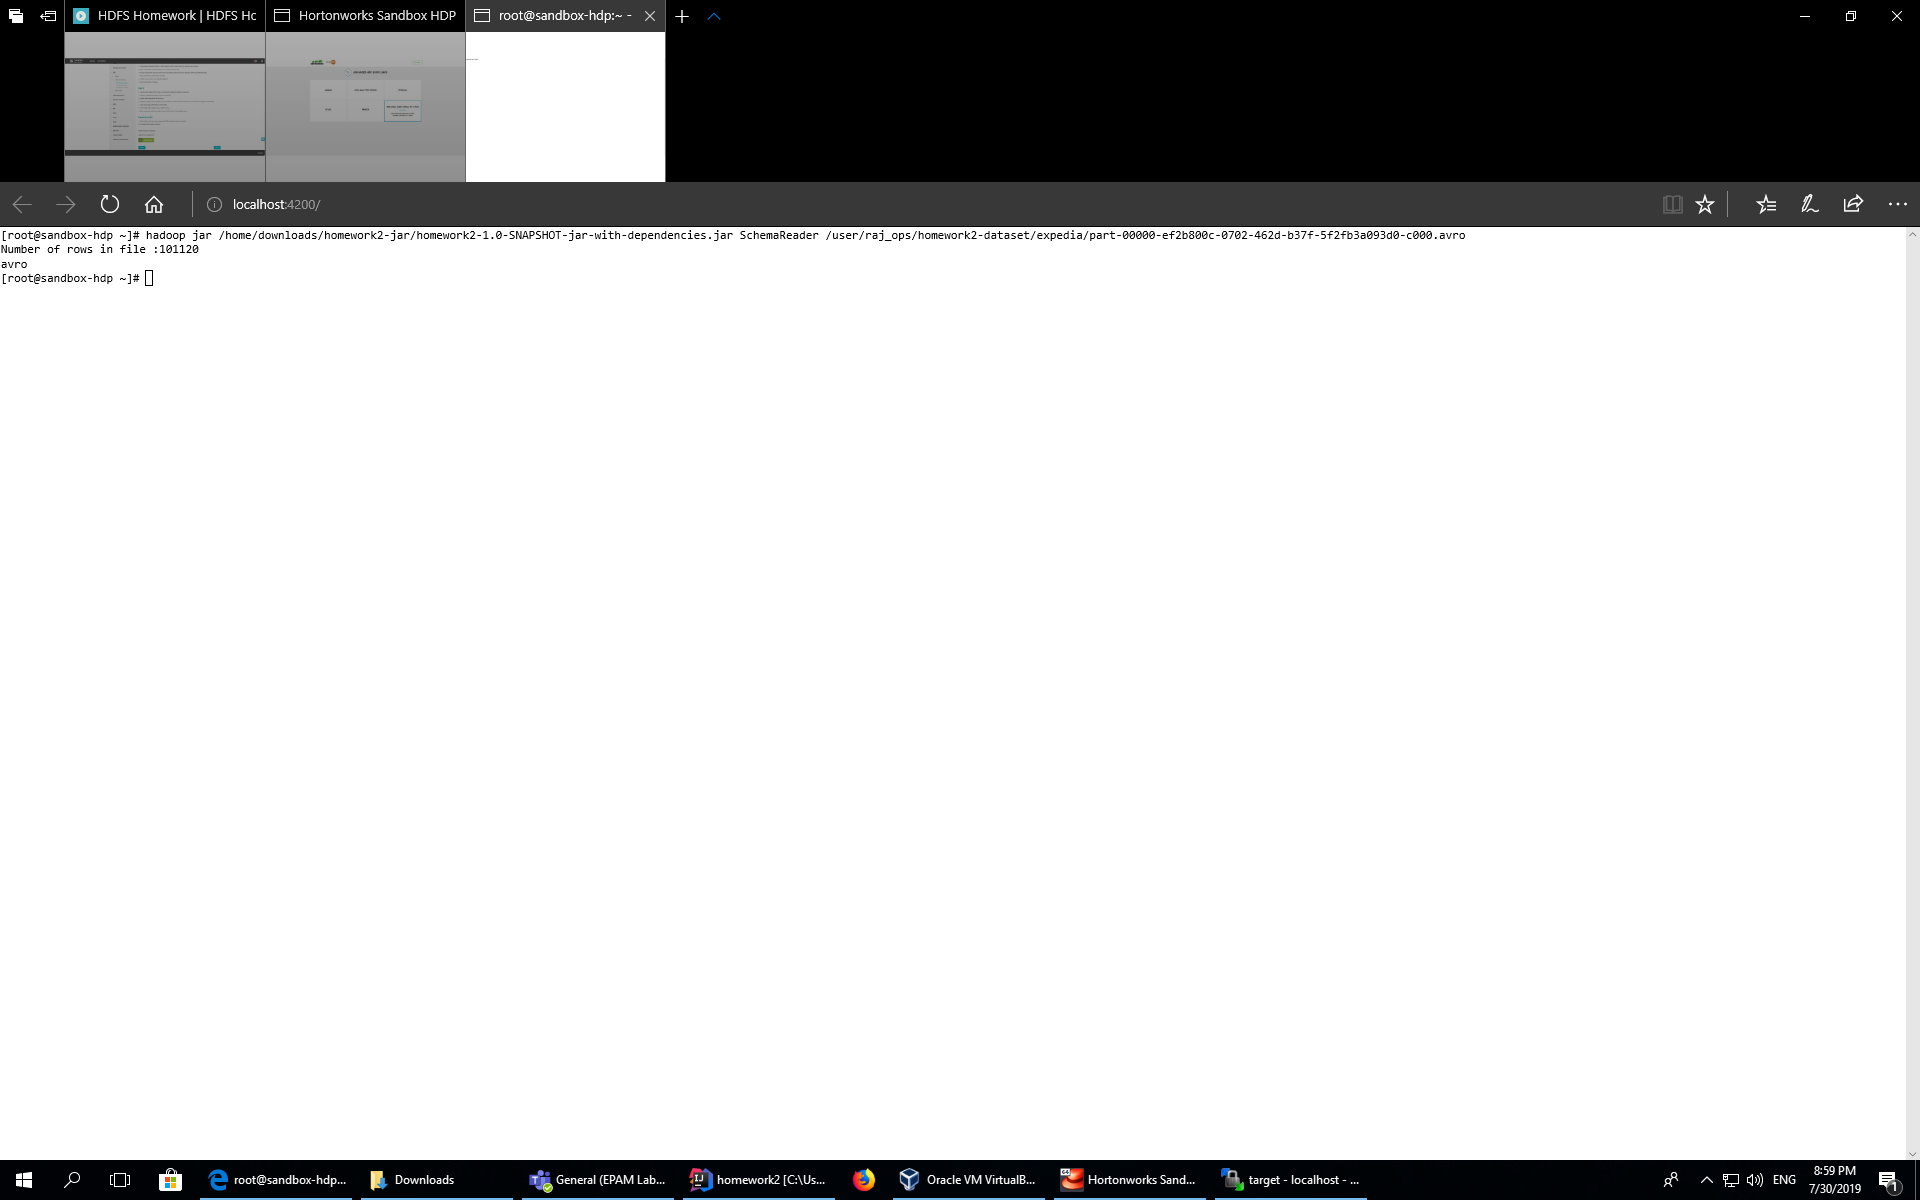 HDFS Homework | HDFS Hc
Hortonworks Sandbox HDP
root@sandbox-hdp:~ -
localhost:4200/
[root@sandbox-hdp ~]# hadoop jar /home/downloads/homework2-jar/homework2-1.0-SNAPSHOT-jar-with-dependencies.jar SchemaReader /user/raj_ops/homework2-dataset/expedia/part-00000-ef2b800c-0702-462d-b37f-5f2fb3a093d0-c000.avro
Number of rows in file :101120
avro
[root@sandbox-hdp ~]#
root@sandbox-hdp...
Downloads
General (EPAM Lab...
homework2 [C:\Us...
Oracle VM VirtualB...
Hortonworks Sand...
target - localhost - ...
ENG
8:59 PM
7/30/2019
1